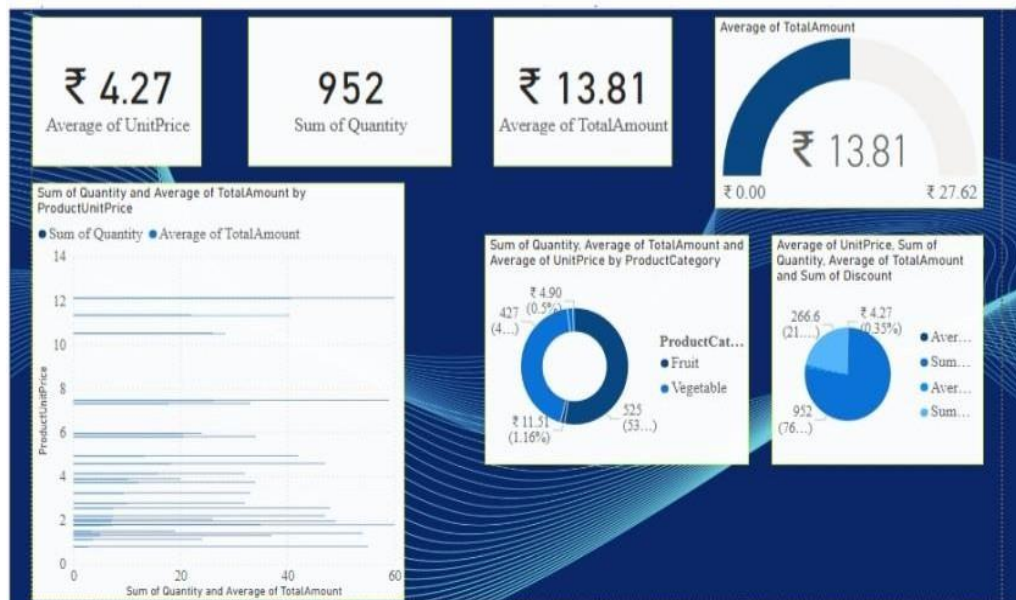 ₹ 4.27
Average of UnitPrice
952
Sum of Quantity
₹ 13.81
Average of TotalAmount
Average of TotalAmount
₹ 13.81
₹ 0.00
₹ 27.62
Sum of Quantity and Average of TotalAmount by
ProductUnitPrice
Sum of Quantity
Average of TotalAmount
14
12
10
8
6
4
2
0
ProductUnitPrice
0
20
40
60
Sum of Quantity and Average of TotalAmount
Sum of Quantity, Average of TotalAmount and
Average of UnitPrice by ProductCategory
₹ 4.90
(0.5%)
427
(4...)
₹ 11.51
(1.16%)
525
(53...)
ProductCat...
Fruit
Vegetable
Average of UnitPrice, Sum of
Quantity, Average of TotalAmount
and Sum of Discount
266.6
(21....)
₹ 4.27
(0.35%)
952
(76...)
Aver...
Sum...
Aver...
Sum...